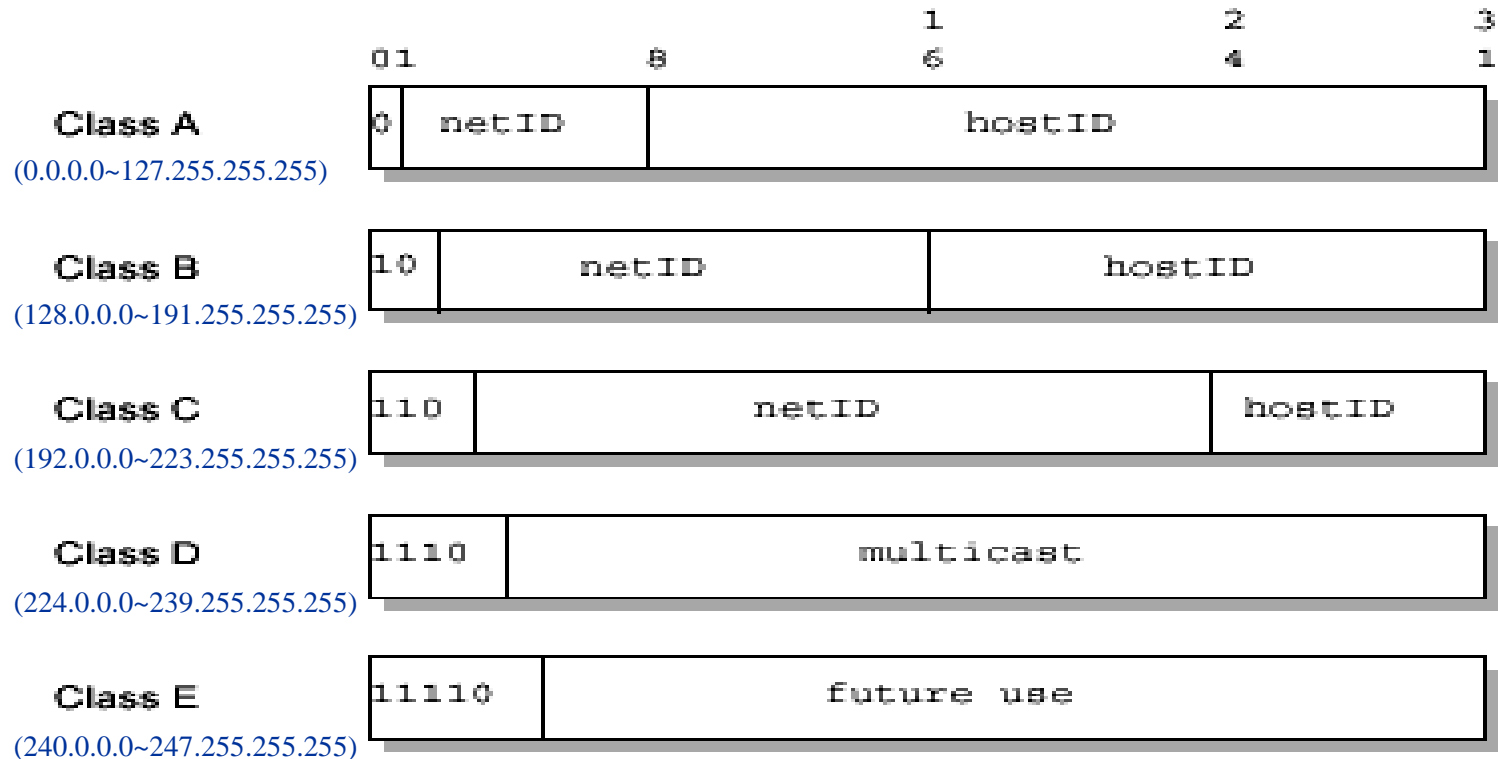 1 2 3
01 8 6 4 1
Class A
0 netID hostID
(0.0.0.0~127.255.255.255)
Class B
10 netID hostID
(128.0.0.0~191.255.255.255)
Class C
110 netID hostID
(192.0.0.0~223.255.255.255)
Class D
1110 multicast
(224.0.0.0~239.255.255.255)
Class E
11110 future use
(240.0.0.0~247.255.255.255)